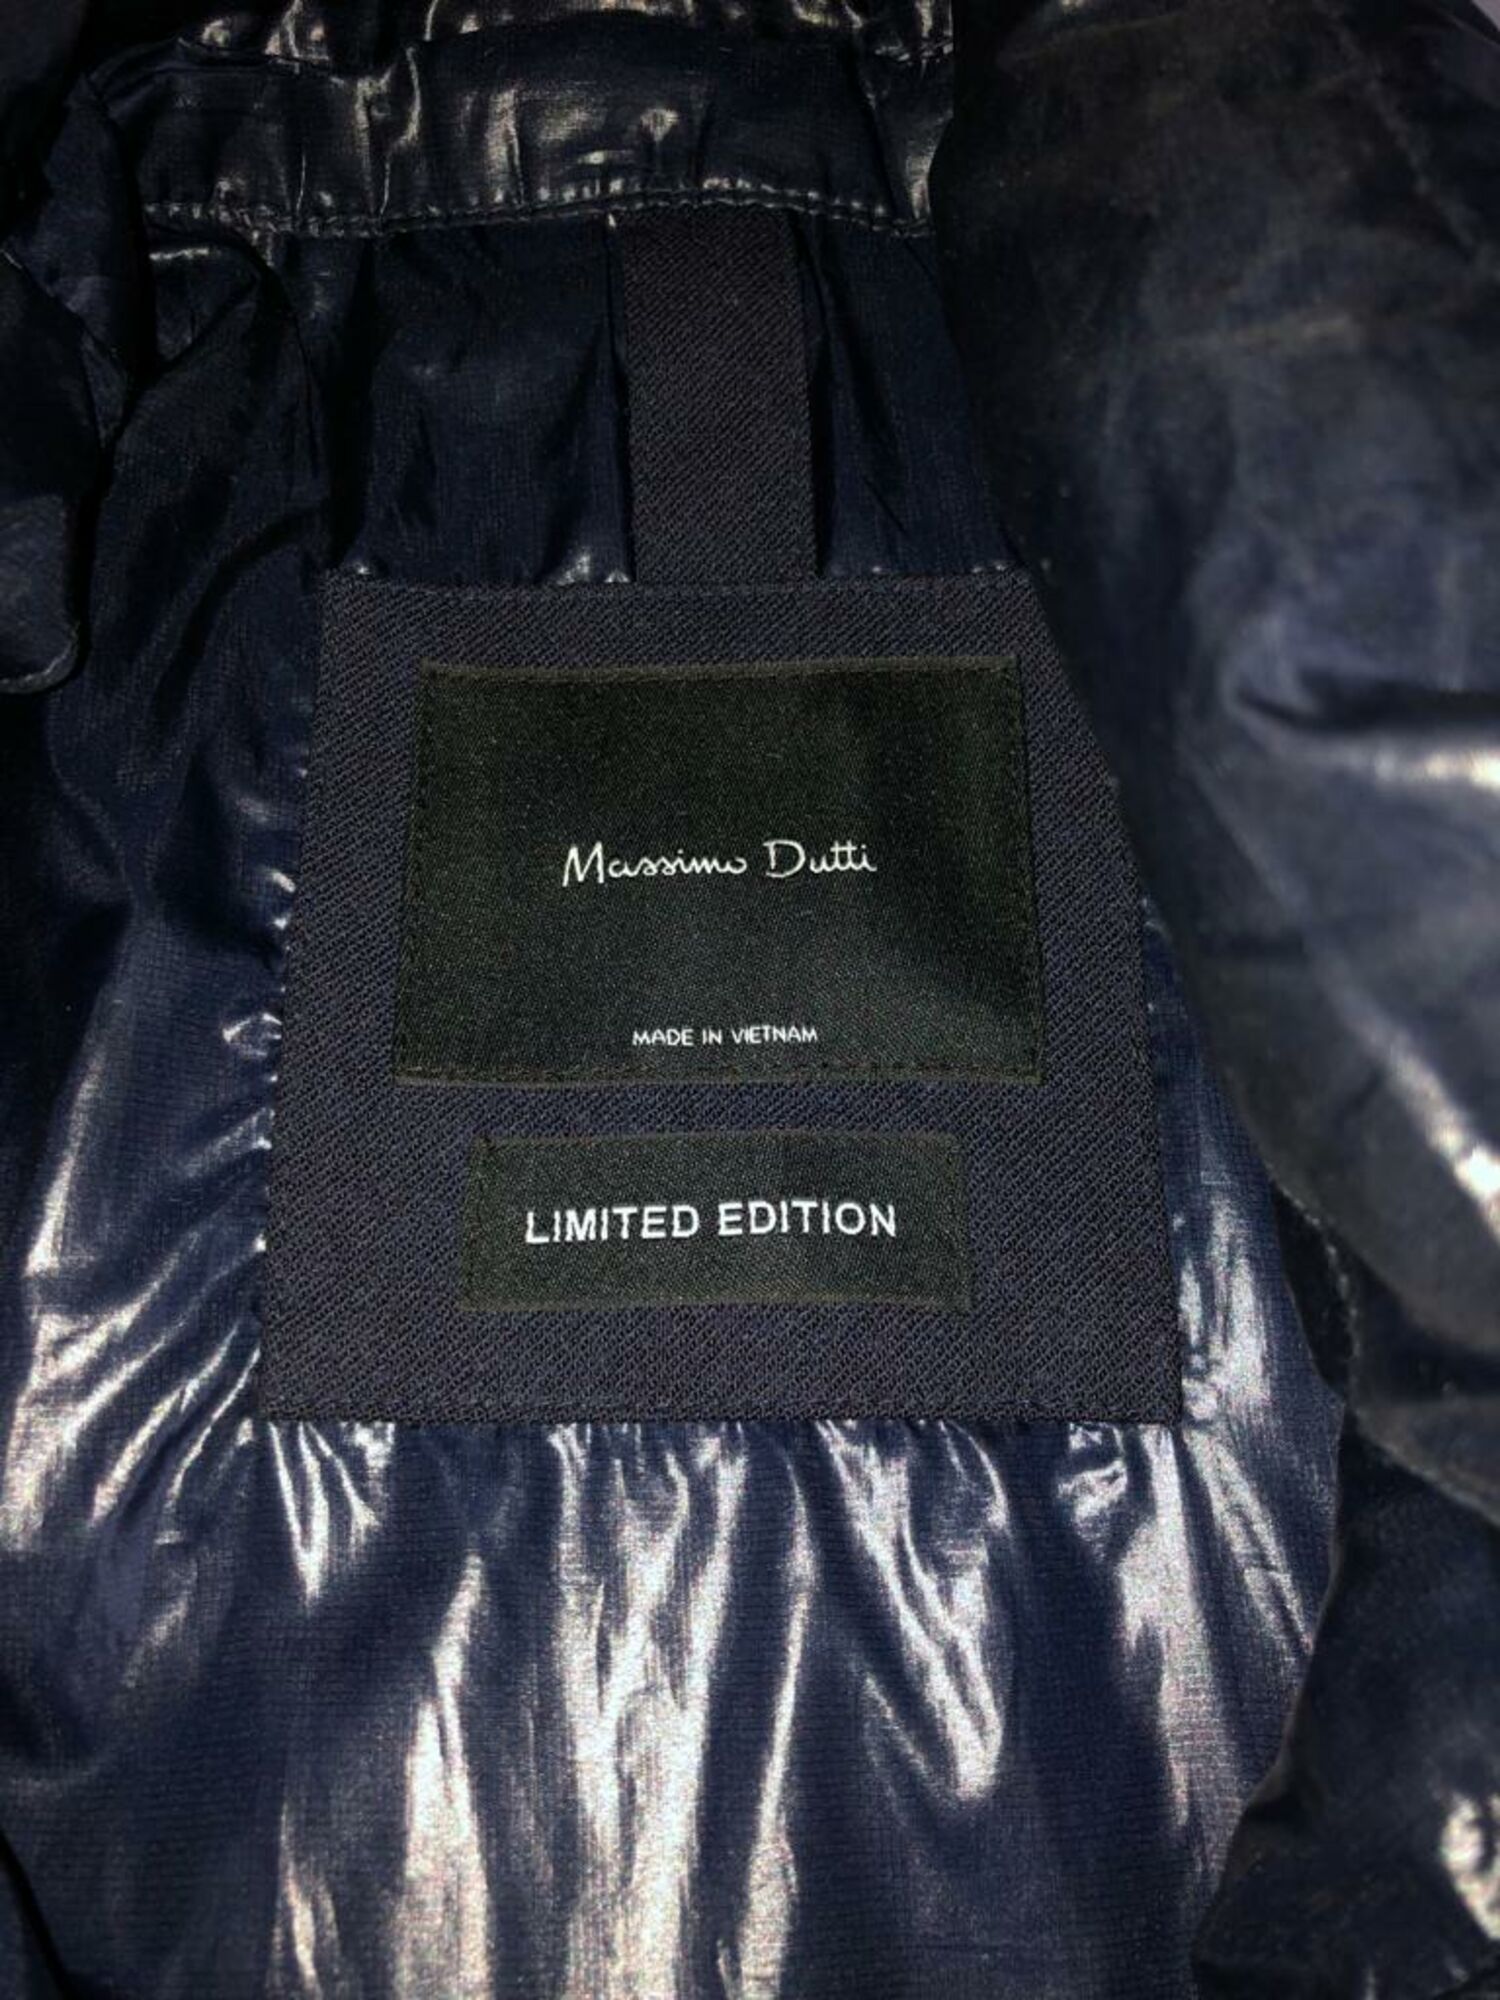 Massimo Dutti
MADE IN VIETNAM
LIMITED EDITION